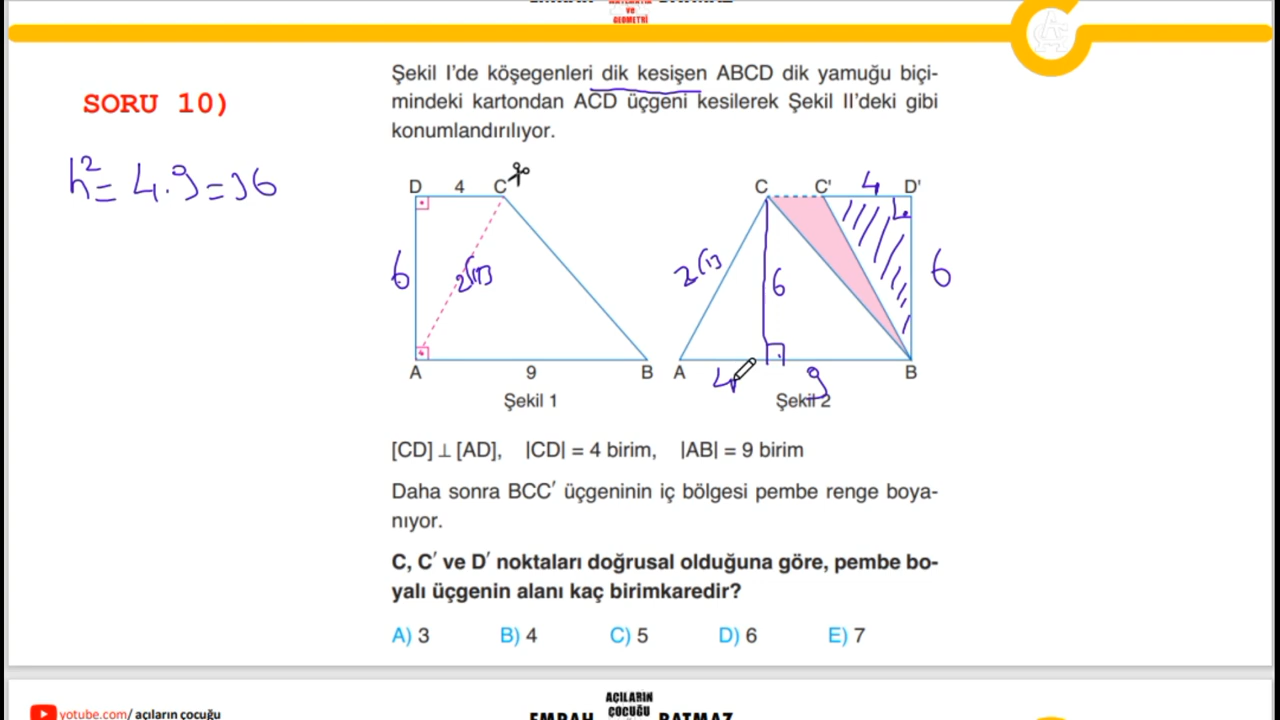 MATEMATİK
ve
GEOMETRİ
SORU 10)
h² = 4.9=36
Şekil I'de köşegenleri dik kesişen ABCD dik yamuğu biçi-
mindeki kartondan ACD üçgeni kesilerek Şekil II'deki gibi
konumlandırılıyor.
D 4 C
6 2√13
A 9 B
Şekil 1
C C' 4 D'
2√13 6 6
A 4 9 B
Şekil 2
[CD] ⊥ [AD], |CD| = 4 birim, |AB| = 9 birim
Daha sonra BCC′ üçgeninin iç bölgesi pembe renge boya-
nıyor.
C, C′ ve D′ noktaları doğrusal olduğuna göre, pembe bo-
yalı üçgenin alanı kaç birimkaredir?
A) 3 B) 4 C) 5 D) 6 E) 7
yotube.com/ açıların çocuğu
AÇILARIN
ÇOCUĞU
EMRAH BATMAZ